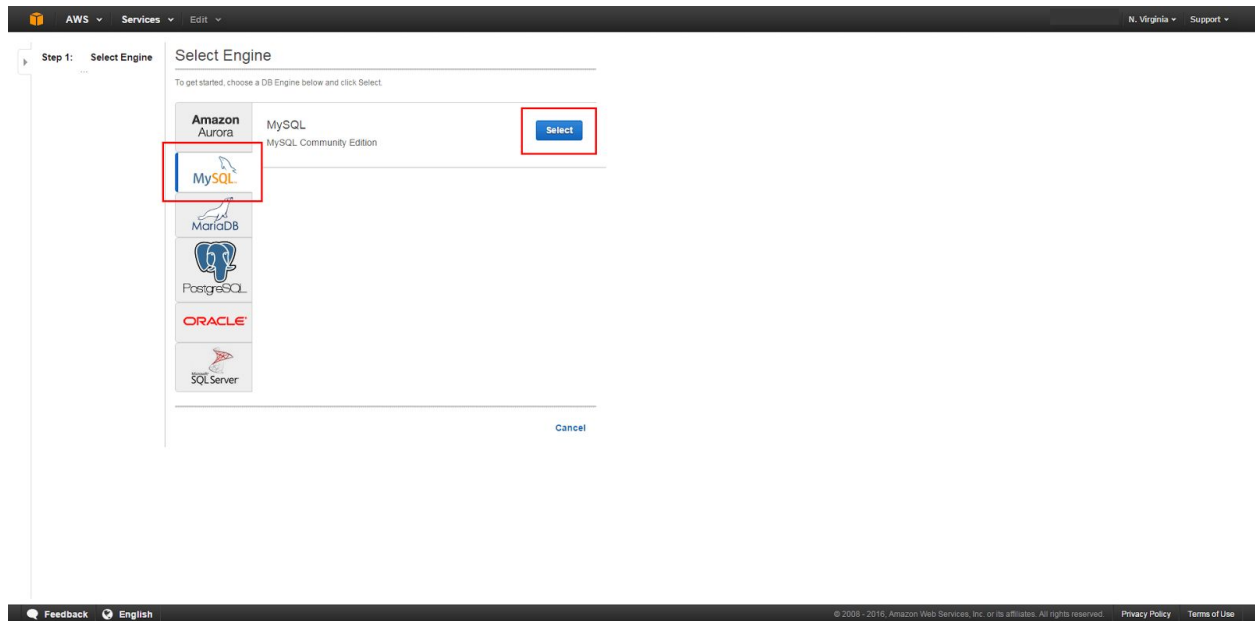 AWS Services Edit N. Virginia Support
Step 1: Select Engine
...
Select Engine
To get started, choose a DB Engine below and click Select.
Amazon
Aurora
MySQL
MySQL Community Edition
Select
MySQL
MariaDB
PostgreSQL
ORACLE
Microsoft
SQL Server
Cancel
Feedback English © 2008 - 2016, Amazon Web Services, Inc. or its affiliates. All rights reserved. Privacy Policy Terms of Use